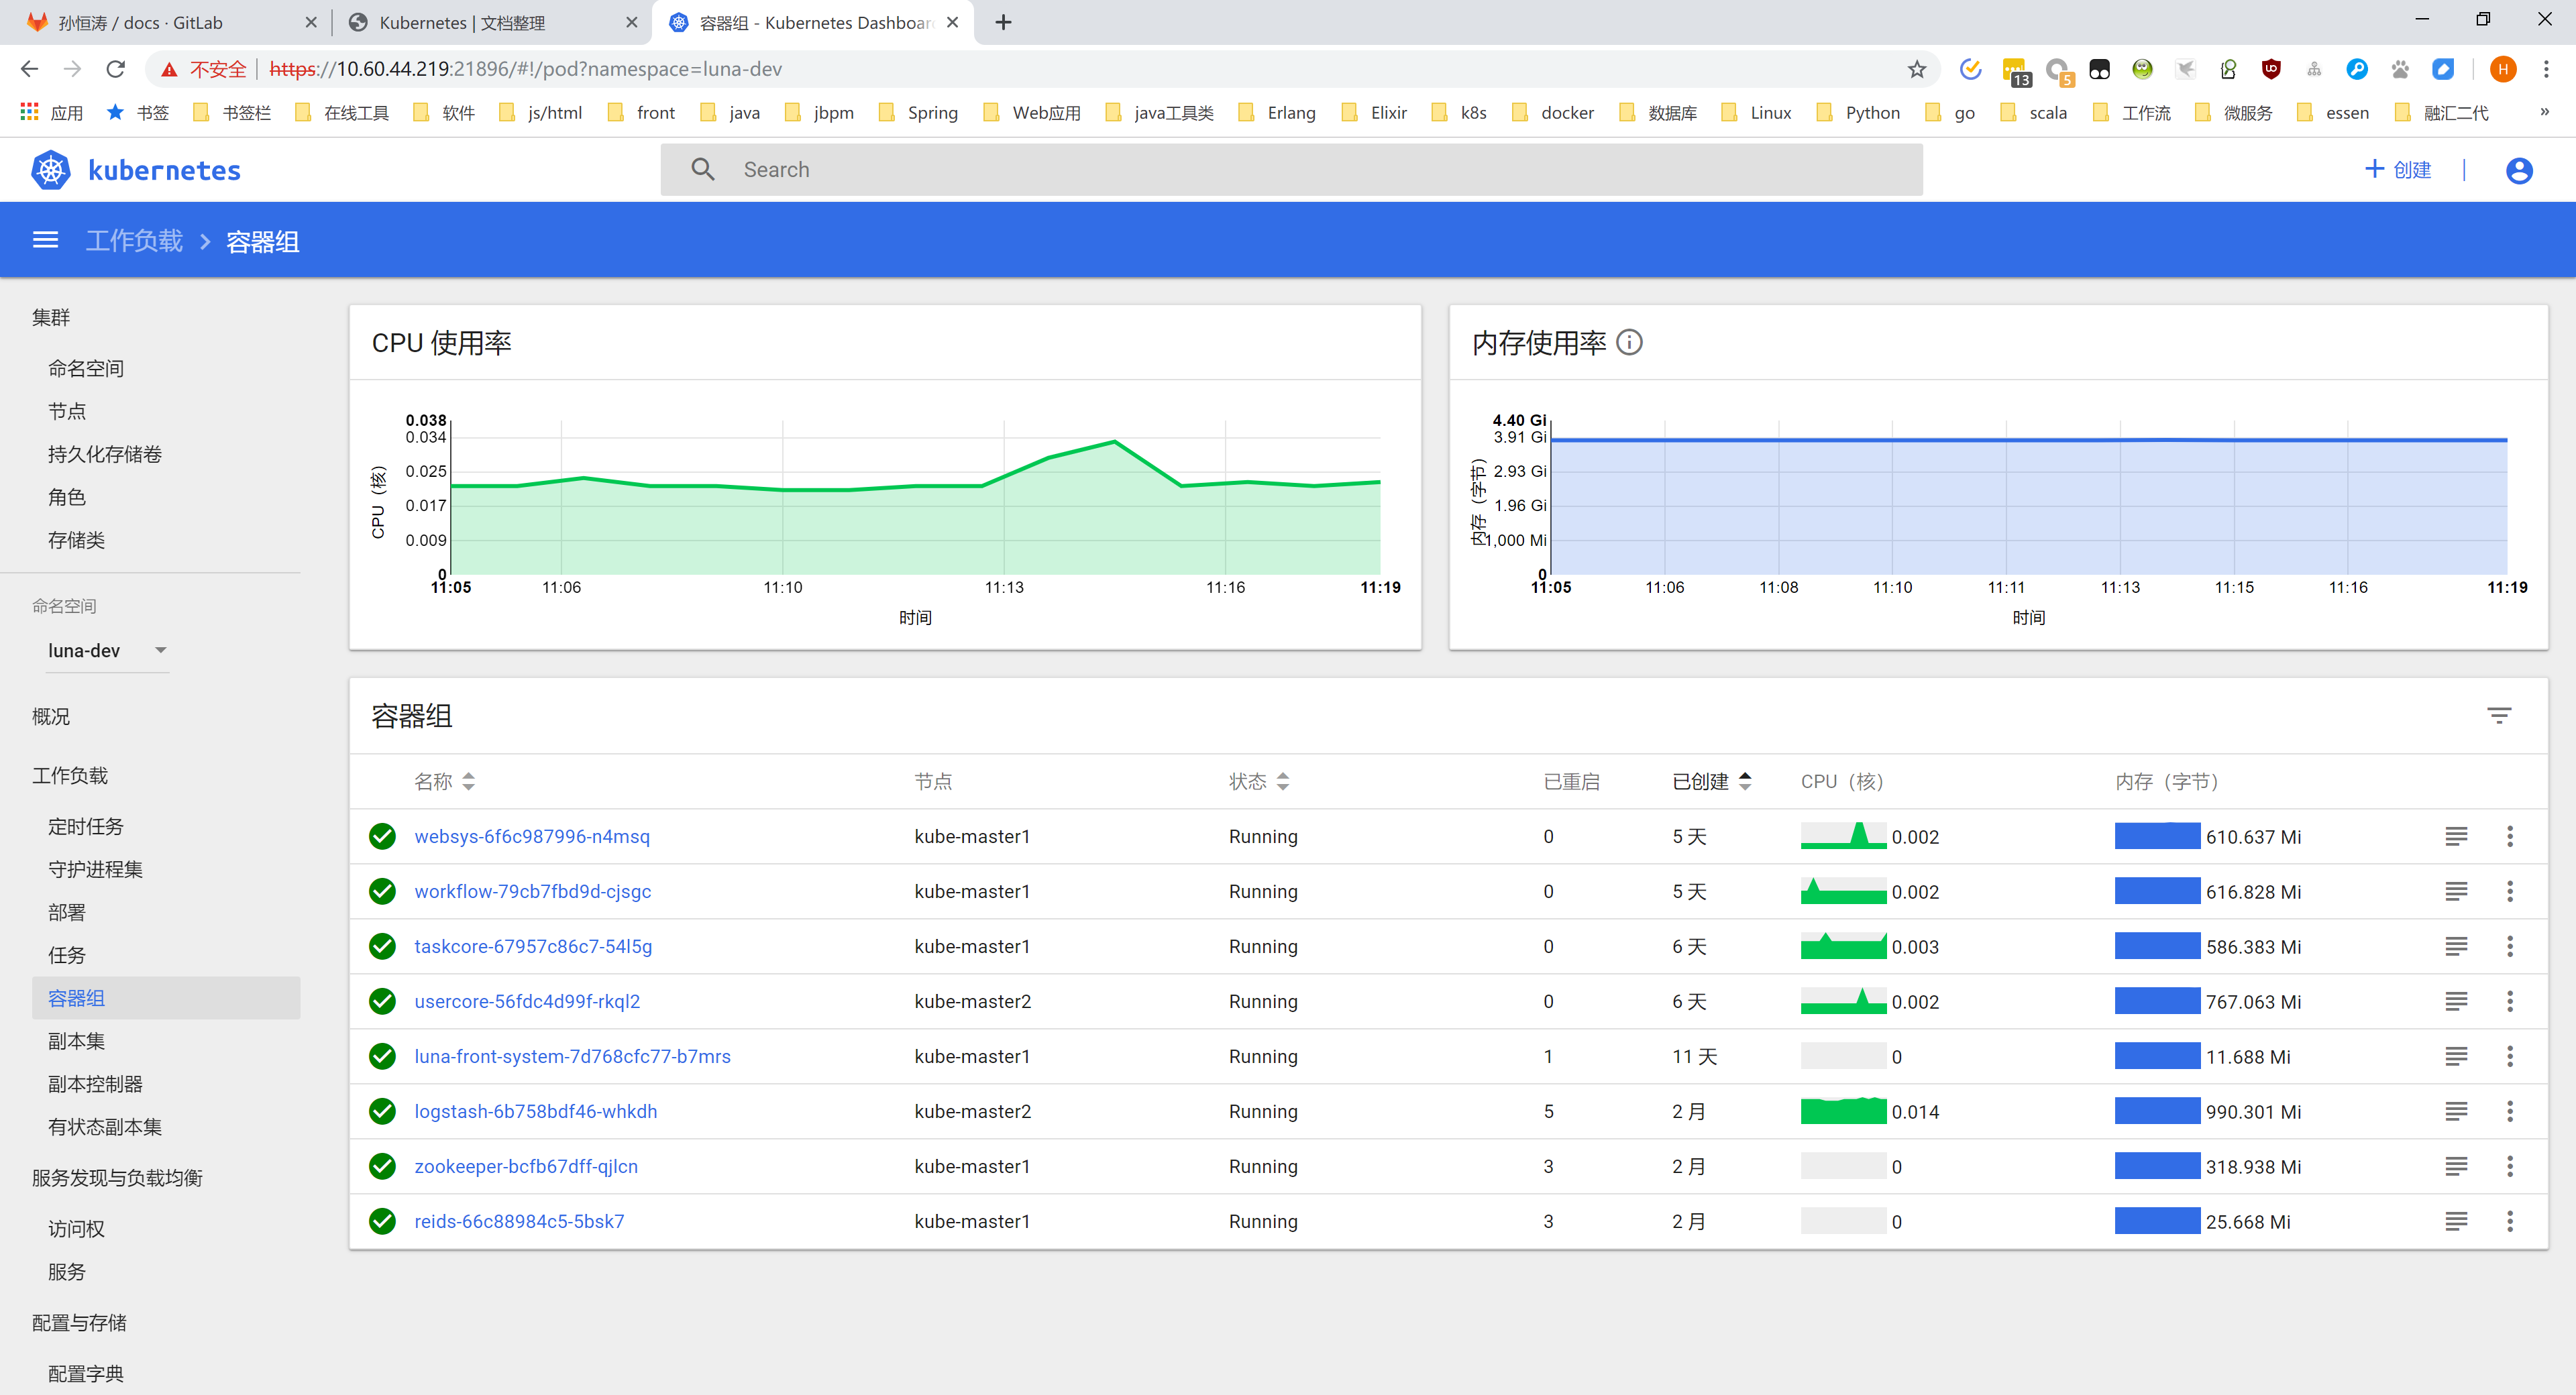 孙恒涛 / docs · GitLab
Kubernetes | 文档整理
容器组 - Kubernetes Dashboar
不安全 | https://10.60.44.219:21896/#!/pod?namespace=luna-dev
13
5
H
应用 书签 书签栏 在线工具 软件 js/html front java jbpm Spring Web应用 java工具类 Erlang Elixir k8s docker 数据库 Linux Python go scala 工作流 微服务 essen 融汇二代 »
kubernetes
Search
创建
工作负载 > 容器组
集群
命名空间
节点
持久化存储卷
角色
存储类
命名空间
luna-dev
概况
工作负载
定时任务
守护进程集
部署
任务
容器组
副本集
副本控制器
有状态副本集
服务发现与负载均衡
访问权
服务
配置与存储
配置字典
CPU 使用率
CPU（核）
0.038
0.034
0.025
0.017
0.009
0
11:05 11:06 11:10 11:13 11:16 11:19
时间
内存使用率
内存（字节）
4.40 Gi
3.91 Gi
2.93 Gi
1.96 Gi
1,000 Mi
0
11:05 11:06 11:08 11:10 11:11 11:13 11:15 11:16 11:19
时间
容器组
名称 节点 状态 已重启 已创建 CPU（核） 内存（字节）
websys-6f6c987996-n4msq kube-master1 Running 0 5 天 0.002 610.637 Mi
workflow-79cb7fbd9d-cjsgc kube-master1 Running 0 5 天 0.002 616.828 Mi
taskcore-67957c86c7-54l5g kube-master1 Running 0 6 天 0.003 586.383 Mi
usercore-56fdc4d99f-rkql2 kube-master2 Running 0 6 天 0.002 767.063 Mi
luna-front-system-7d768cfc77-b7mrs kube-master1 Running 1 11 天 0 11.688 Mi
logstash-6b758bdf46-whkdh kube-master2 Running 5 2 月 0.014 990.301 Mi
zookeeper-bcfb67dff-qjlcn kube-master1 Running 3 2 月 0 318.938 Mi
reids-66c88984c5-5bsk7 kube-master1 Running 3 2 月 0 25.668 Mi